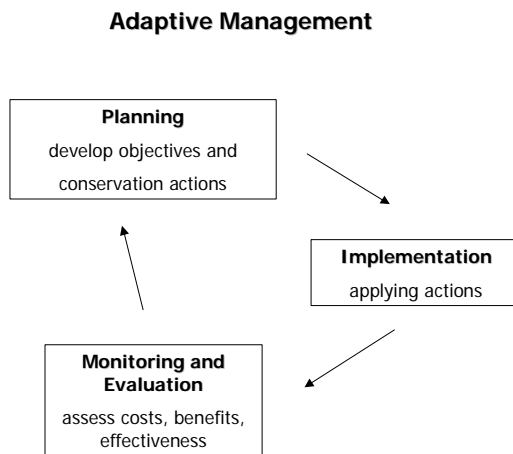 Adaptive Management
Planning
develop objectives and
conservation actions
Implementation
applying actions
Monitoring and
Evaluation
assess costs, benefits,
effectiveness